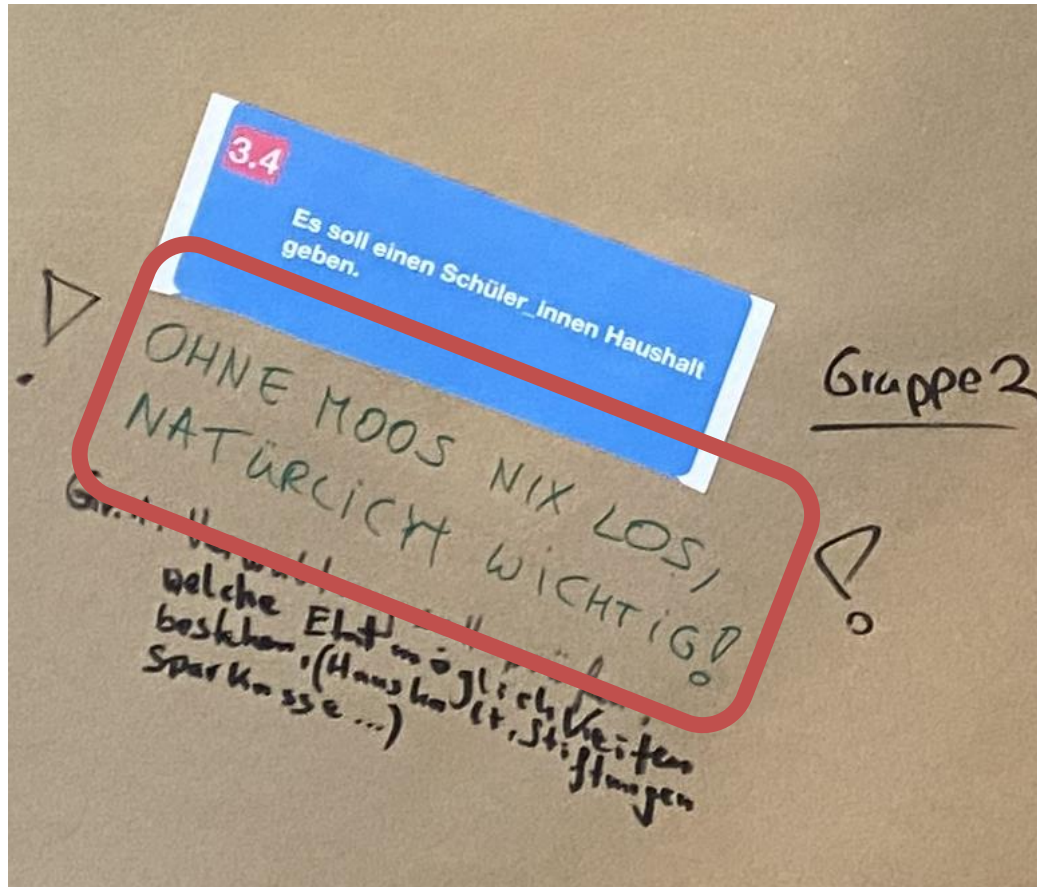 3.4
Es soll einen Schüler_innen Haushalt
geben.
Gruppe 2
OHNE MOOS NIX LOS,
NATÜRLICH WICHTIG!
welche
bestehen, (Haushalt, Stiftungen
Sparkasse ...)